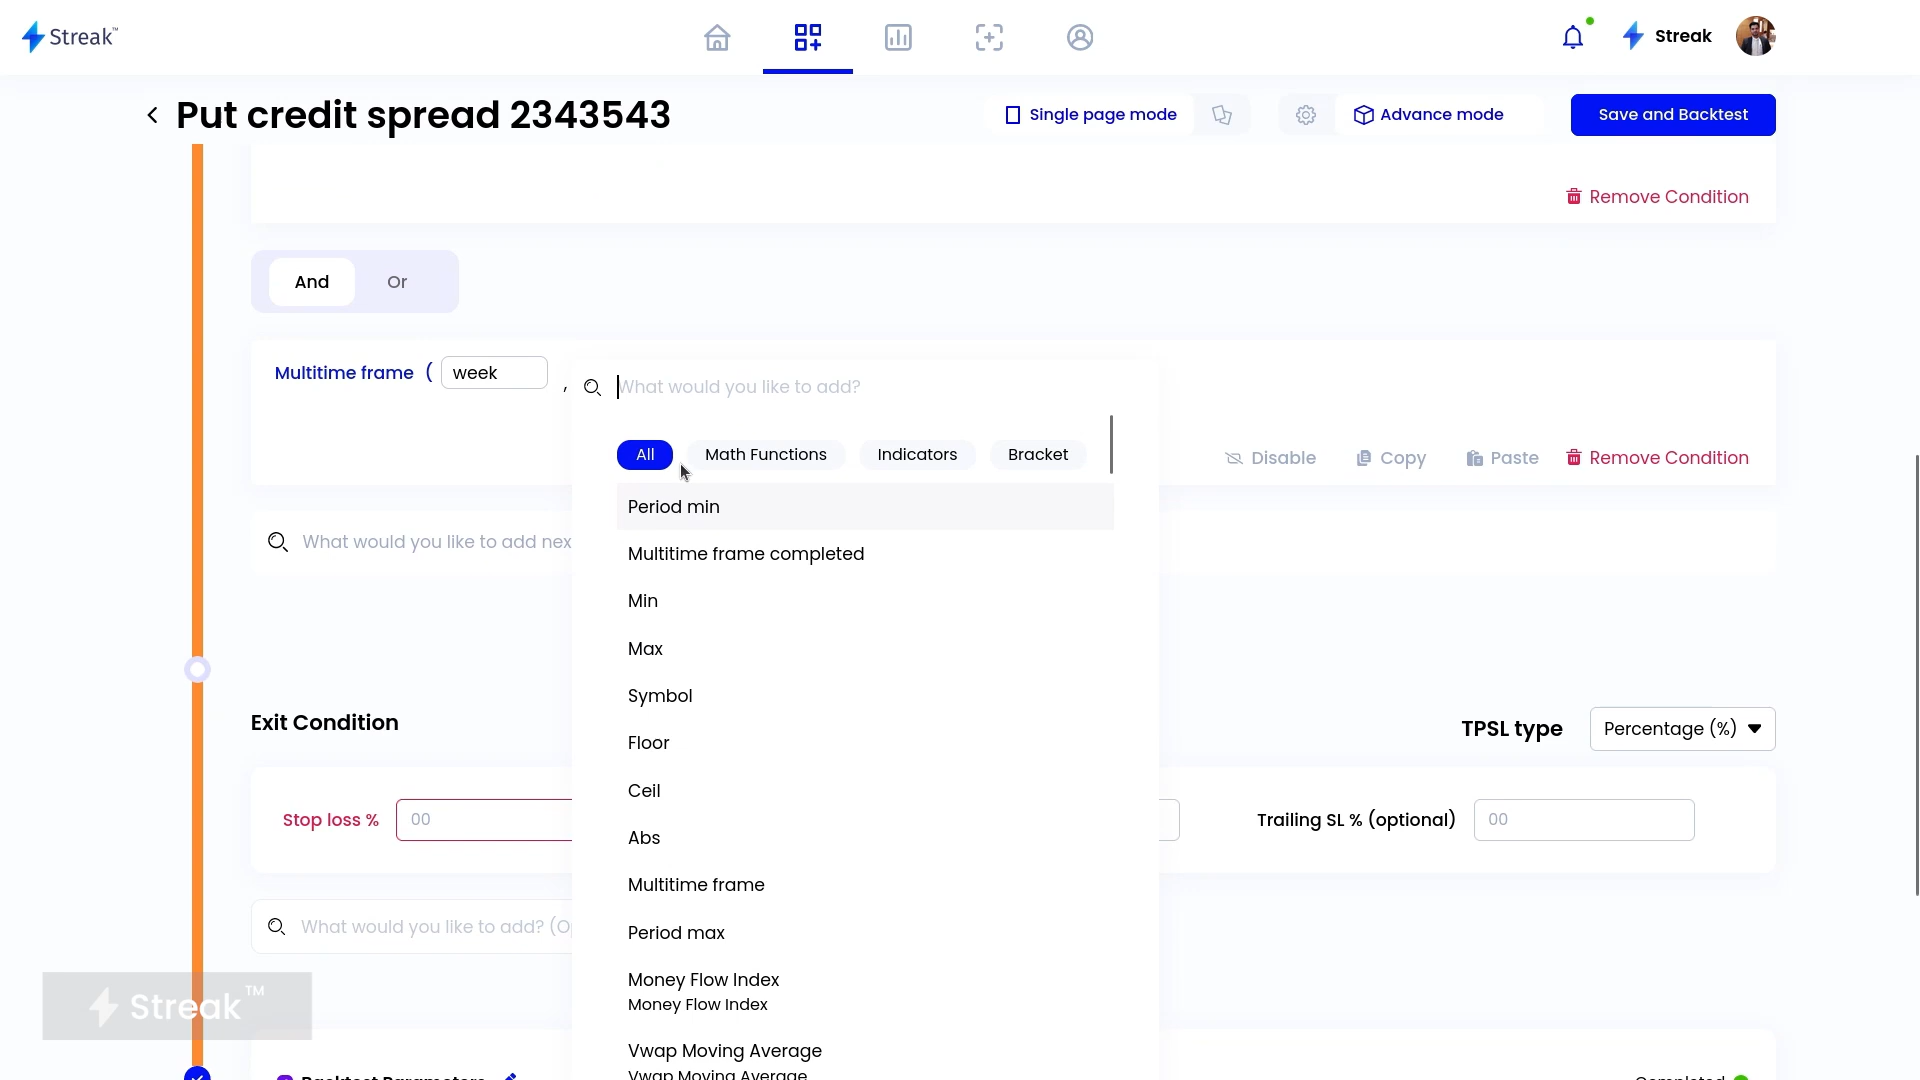 Streak™
Streak
Put credit spread 2343543
Single page mode
Advance mode
Save and Backtest
Remove Condition
And
Or
Multitime frame ( week ,
What would you like to add?
All
Math Functions
Indicators
Bracket
Disable
Copy
Paste
Remove Condition
Period min
What would you like to add nex
Multitime frame completed
Min
Max
Symbol
Floor
Ceil
Abs
Multitime frame
Period max
Money Flow Index
Money Flow Index
Vwap Moving Average
Vwap Moving Average
Exit Condition
TPSL type
Percentage (%)
Stop loss %
00
Trailing SL % (optional)
00
What would you like to add? (O
Streak™
Backtest Parameters
Completed